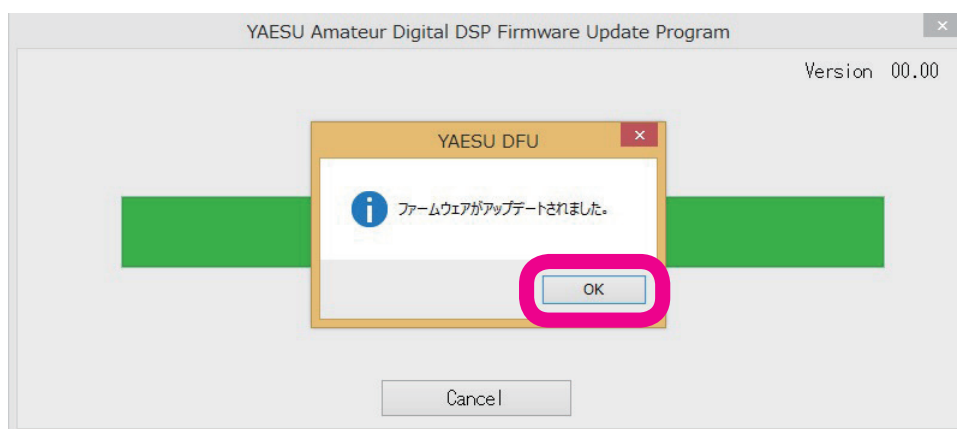 YAESU Amateur Digital DSP Firmware Update Program
Version 00.00
YAESU DFU
ファームウェアがアップデートされました。
OK
Cancel